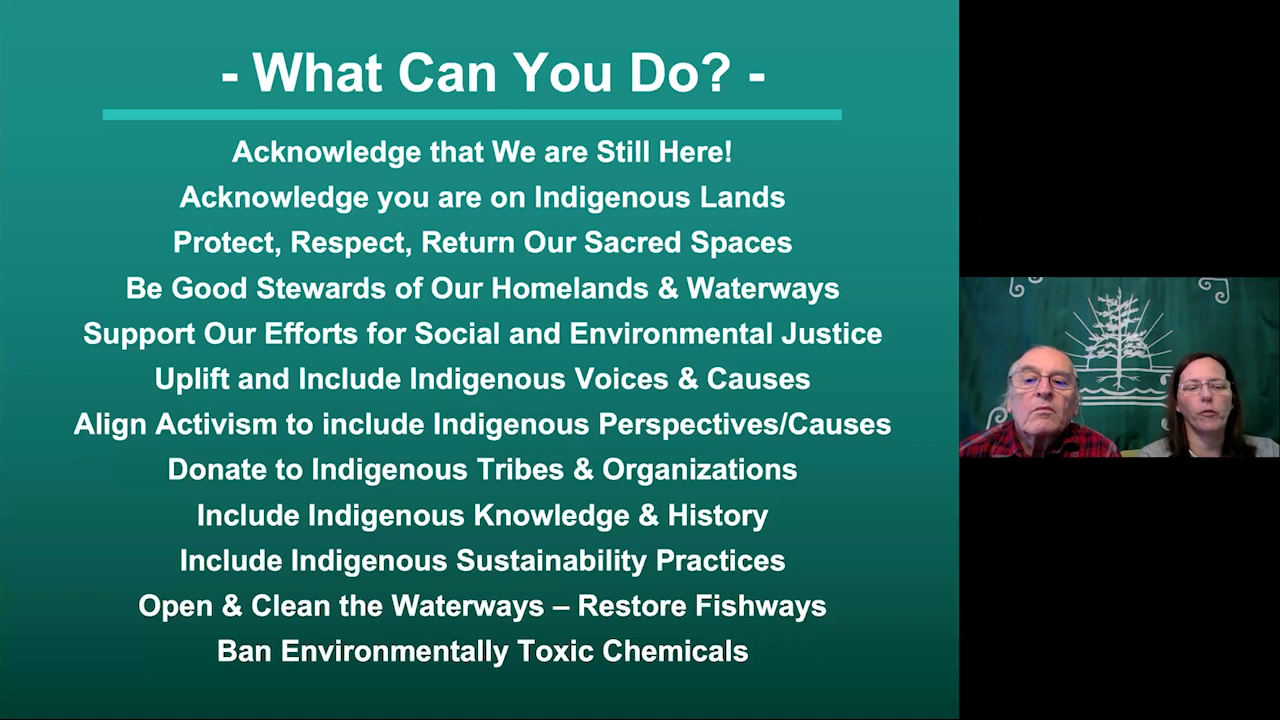 - What Can You Do? -
Acknowledge that We are Still Here!
Acknowledge you are on Indigenous Lands
Protect, Respect, Return Our Sacred Spaces
Be Good Stewards of Our Homelands & Waterways
Support Our Efforts for Social and Environmental Justice
Uplift and Include Indigenous Voices & Causes
Align Activism to include Indigenous Perspectives/Causes
Donate to Indigenous Tribes & Organizations
Include Indigenous Knowledge & History
Include Indigenous Sustainability Practices
Open & Clean the Waterways – Restore Fishways
Ban Environmentally Toxic Chemicals